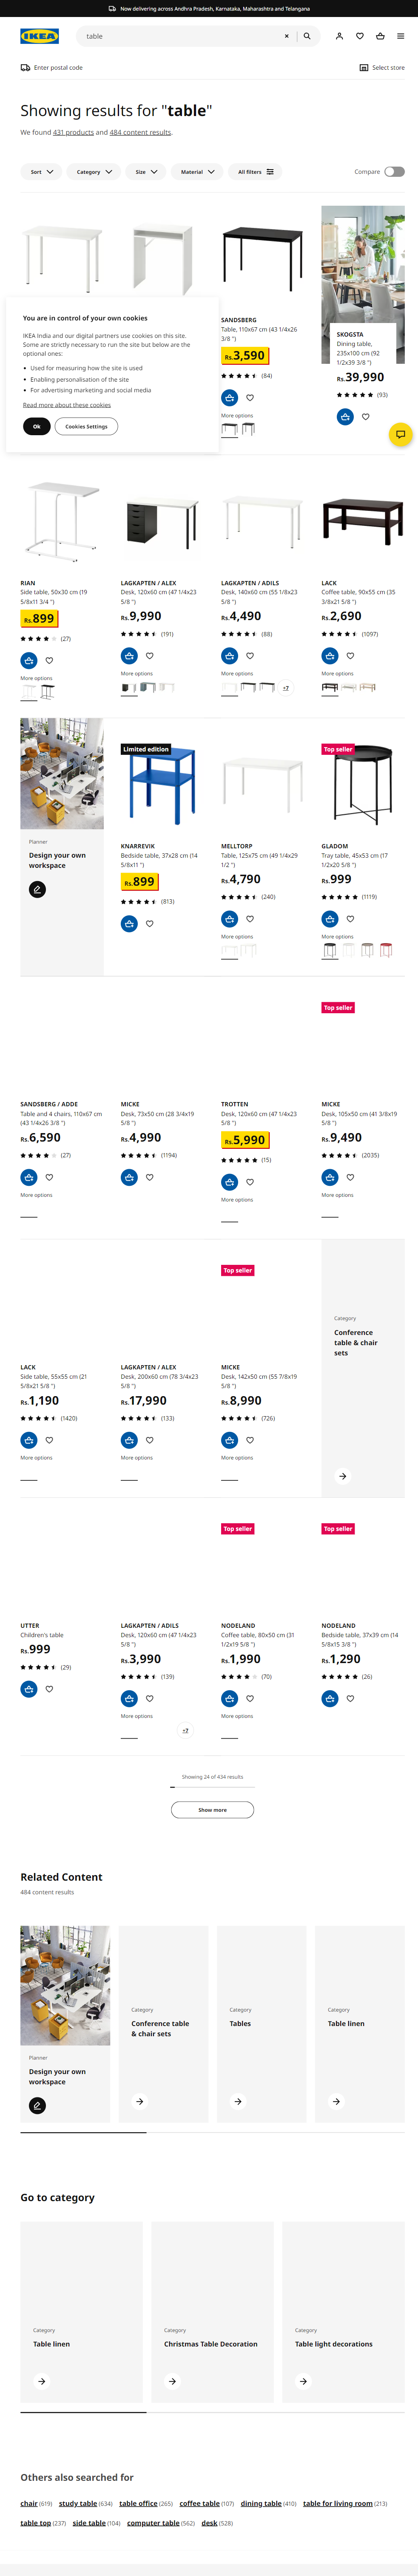 Now delivering across Andhra Pradesh, Karnataka, Maharashtra and Telangana
IKEA
table
Enter postal code
Select store
Showing results for "table"
We found 431 products and 484 content results.
Sort
Category
Size
Material
All filters
Compare
You are in control of your own cookies
IKEA India and our digital partners use cookies on this site.
Some are strictly necessary to run the site but below are the
optional ones:
Used for measuring how the site is used
Enabling personalisation of the site
For advertising and social media
Read more about these cookies
Ok
Cookies Settings
SANDSBERG
Table, 110x67 cm (43 1/4x26
3/8 ")
Rs.3,590
(84)
More options
SKOGSTA
Dining table,
235x100 cm (92
1/2x39 3/8 ")
Rs.39,990
(93)
RIAN
Side table, 50x30 cm (19
5/8x11 3/4 ")
Rs.899
(27)
More options
LAGKAPTEN / ALEX
Desk, 120x60 cm (47 1/4x23
5/8 ")
Rs.9,990
(191)
More options
LAGKAPTEN / ADILS
Desk, 140x60 cm (55 1/8x23
5/8 ")
Rs.4,490
(88)
More options
+7
LACK
Coffee table, 90x55 cm (35
3/8x21 5/8 ")
Rs.2,690
(1097)
More options
Planner
Design your own
workspace
Limited edition
KNARREVIK
Bedside table, 37x28 cm (14
5/8x11 ")
Rs.899
(813)
MELLTORP
Table, 125x75 cm (49 1/4x29
1/2 ")
Rs.4,790
(240)
More options
Top seller
GLADOM
Tray table, 45x53 cm (17
1/2x20 5/8 ")
Rs.999
(1119)
More options
SANDSBERG / ADDE
Table and 4 chairs, 110x67 cm
(43 1/4x26 3/8 ")
Rs.6,590
(27)
More options
MICKE
Desk, 73x50 cm (28 3/4x19
5/8 ")
Rs.4,990
(1194)
TROTTEN
Desk, 120x60 cm (47 1/4x23
5/8 ")
Rs.5,990
(15)
More options
Top seller
MICKE
Desk, 105x50 cm (41 3/8x19
5/8 ")
Rs.9,490
(2035)
More options
LACK
Side table, 55x55 cm (21
5/8x21 5/8 ")
Rs.1,190
(1420)
More options
LAGKAPTEN / ALEX
Desk, 200x60 cm (78 3/4x23
5/8 ")
Rs.17,990
(133)
More options
Top seller
MICKE
Desk, 142x50 cm (55 7/8x19
5/8 ")
Rs.8,990
(726)
More options
Category
Conference
table & chair
sets
UTTER
Children's table
Rs.999
(29)
LAGKAPTEN / ADILS
Desk, 120x60 cm (47 1/4x23
5/8 ")
Rs.3,990
(139)
More options
+7
Top seller
NODELAND
Coffee table, 80x50 cm (31
1/2x19 5/8 ")
Rs.1,990
(70)
More options
Top seller
NODELAND
Bedside table, 37x39 cm (14
5/8x15 3/8 ")
Rs.1,290
(26)
Showing 24 of 434 results
Show more
Related Content
484 content results
Planner
Design your own
workspace
Category
Conference table
& chair sets
Category
Tables
Category
Table linen
Go to category
Category
Table linen
Category
Christmas Table Decoration
Category
Table light decorations
Others also searched for
chair (619) study table (634) table office (265) coffee table (107) dining table (410) table for living room (213)
table top (237) side table (104) computer table (562) desk (528)